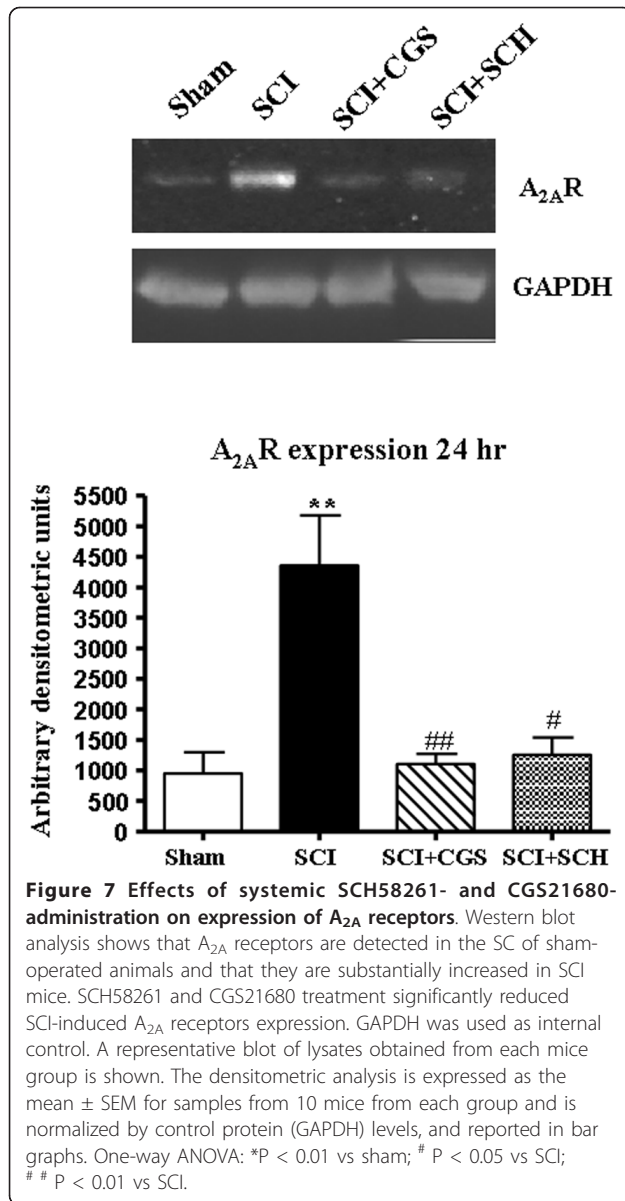 Sham SCI SCI+CGS SCI+SCH
A2AR
GAPDH
A2AR expression 24 hr
Arbitrary densitometric units
5500
5000
4500
4000
3500
3000
2500
2000
1500
1000
500
0
**
##
#
Sham SCI SCI+CGS SCI+SCH
Figure 7 Effects of systemic SCH58261- and CGS21680-
administration on expression of A2A receptors. Western blot
analysis shows that A2A receptors are detected in the SC of sham-
operated animals and that they are substantially increased in SCI
mice. SCH58261 and CGS21680 treatment significantly reduced
SCI-induced A2A receptors expression. GAPDH was used as internal
control. A representative blot of lysates obtained from each mice
group is shown. The densitometric analysis is expressed as the
mean ± SEM for samples from 10 mice from each group and is
normalized by control protein (GAPDH) levels, and reported in bar
graphs. One-way ANOVA: *P < 0.01 vs sham; # P < 0.05 vs SCI;
# # P < 0.01 vs SCI.